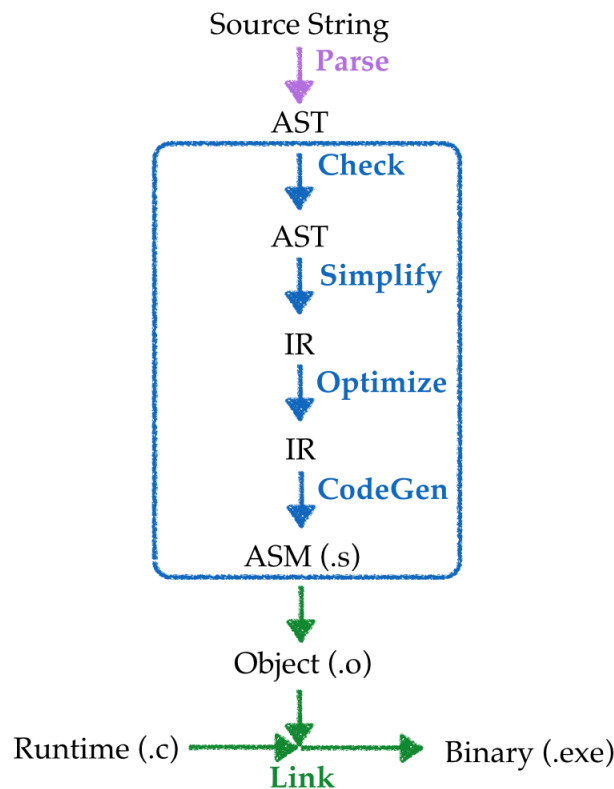 Source String
Parse
AST
Check
AST
Simplify
IR
Optimize
IR
CodeGen
ASM (.s)
Object (.o)
Runtime (.c)
Binary (.exe)
Link